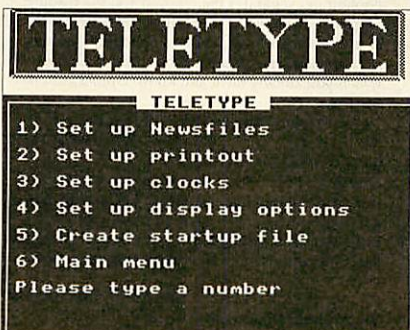 TELETYPE
TELETYPE
1) Set up Newsfiles
2) Set up printout
3) Set up clocks
4) Set up display options
5) Create startup file
6) Main menu
Please type a number